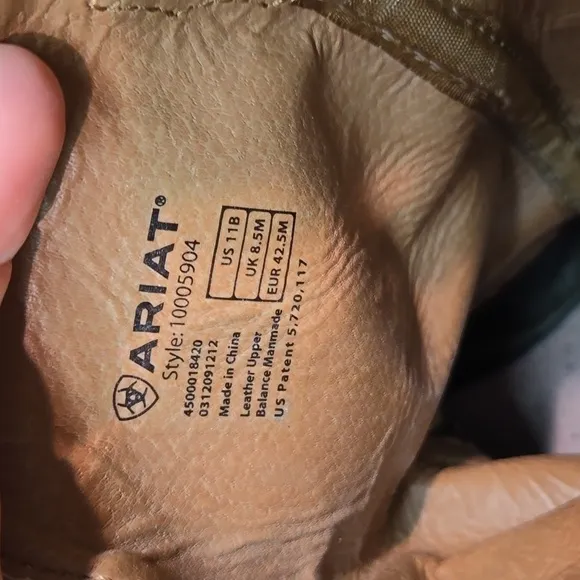 ARIAT®
Style: 10005904
4500018420
0312091212
Made in China
Leather Upper
Balance Manmade
US Patent 5,720,117
US 11B
UK 8.5M
EUR 42.5M